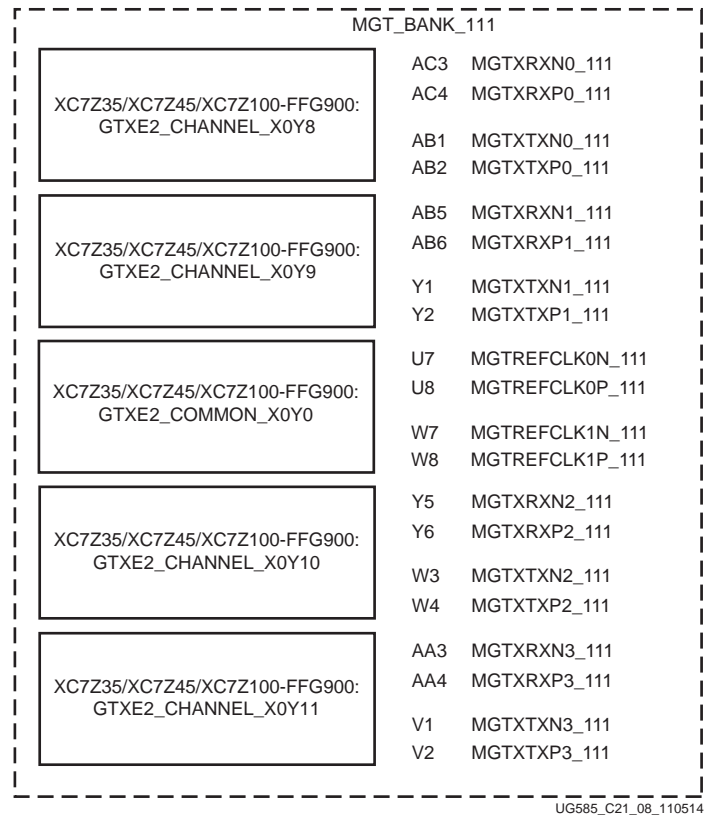 MGT_BANK_111
XC7Z35/XC7Z45/XC7Z100-FFG900:
GTXE2_CHANNEL_X0Y8
AC3 MGTXRXN0_111
AC4 MGTXRXP0_111
AB1 MGTXTXN0_111
AB2 MGTXTXP0_111
XC7Z35/XC7Z45/XC7Z100-FFG900:
GTXE2_CHANNEL_X0Y9
AB5 MGTXRXN1_111
AB6 MGTXRXP1_111
Y1 MGTXTXN1_111
Y2 MGTXTXP1_111
XC7Z35/XC7Z45/XC7Z100-FFG900:
GTXE2_COMMON_X0Y0
U7 MGTREFCLK0N_111
U8 MGTREFCLK0P_111
W7 MGTREFCLK1N_111
W8 MGTREFCLK1P_111
XC7Z35/XC7Z45/XC7Z100-FFG900:
GTXE2_CHANNEL_X0Y10
Y5 MGTXRXN2_111
Y6 MGTXRXP2_111
W3 MGTXTXN2_111
W4 MGTXTXP2_111
XC7Z35/XC7Z45/XC7Z100-FFG900:
GTXE2_CHANNEL_X0Y11
AA3 MGTXRXN3_111
AA4 MGTXRXP3_111
V1 MGTXTXN3_111
V2 MGTXTXP3_111
UG585_C21_08_110514